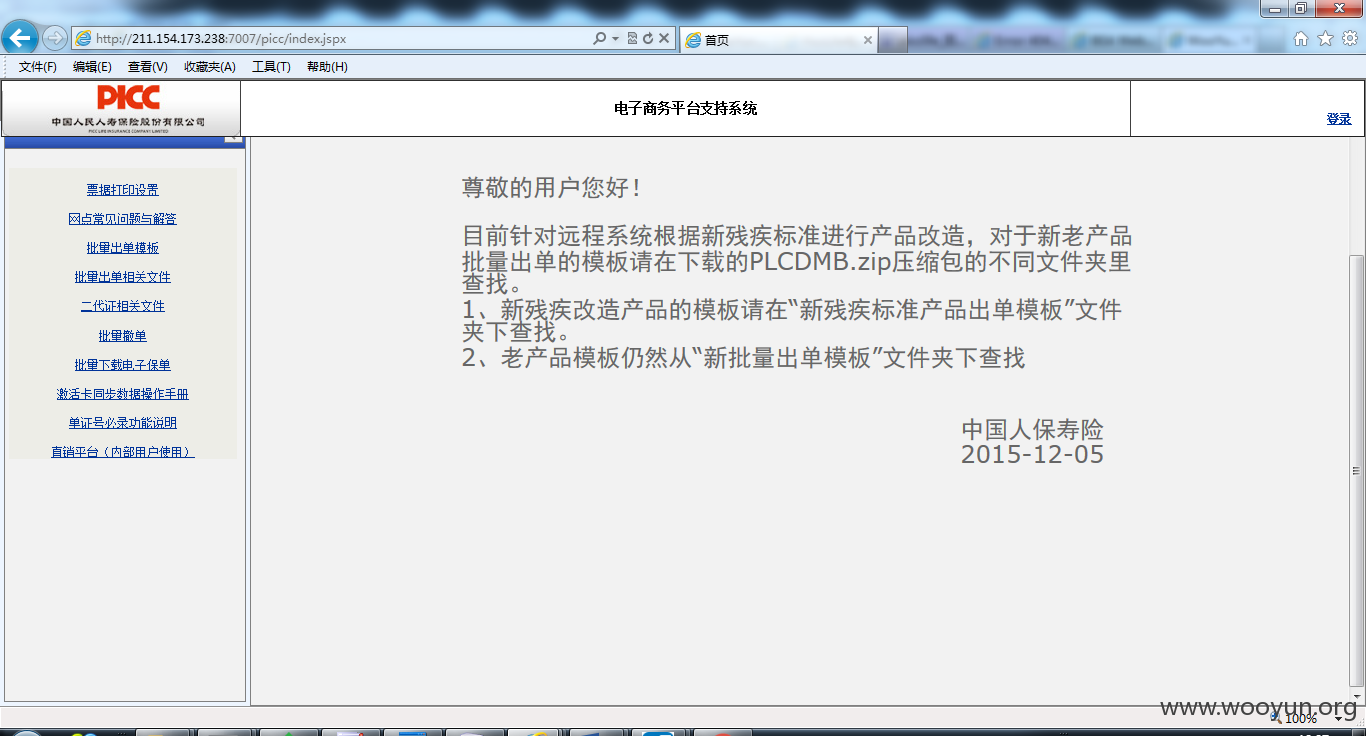 http://211.154.173.238:7007/picc/index.jspx
首页
文件(F) 编辑(E) 查看(V) 收藏夹(A) 工具(T) 帮助(H)
PICC
中国人民人寿保险股份有限公司
PICC LIFE INSURANCE COMPANY LIMITED
电子商务平台支持系统
登录
票据打印设置
网点常见问题与解答
批量出单模板
批量出单相关文件
二代证相关文件
批量撤单
批量下载电子保单
激活卡同步数据操作手册
单证号必录功能说明
直销平台（内部用户使用）
尊敬的用户您好！
目前针对远程系统根据新残疾标准进行产品改造，对于新老产品
批量出单的模板请在下载的PLCDMB.zip压缩包的不同文件夹里
查找。
1、新残疾改造产品的模板请在“新残疾标准产品出单模板”文件
夹下查找。
2、老产品模板仍然从“新批量出单模板”文件夹下查找
中国人保寿险
2015-12-05
www.wooyun.org
100%